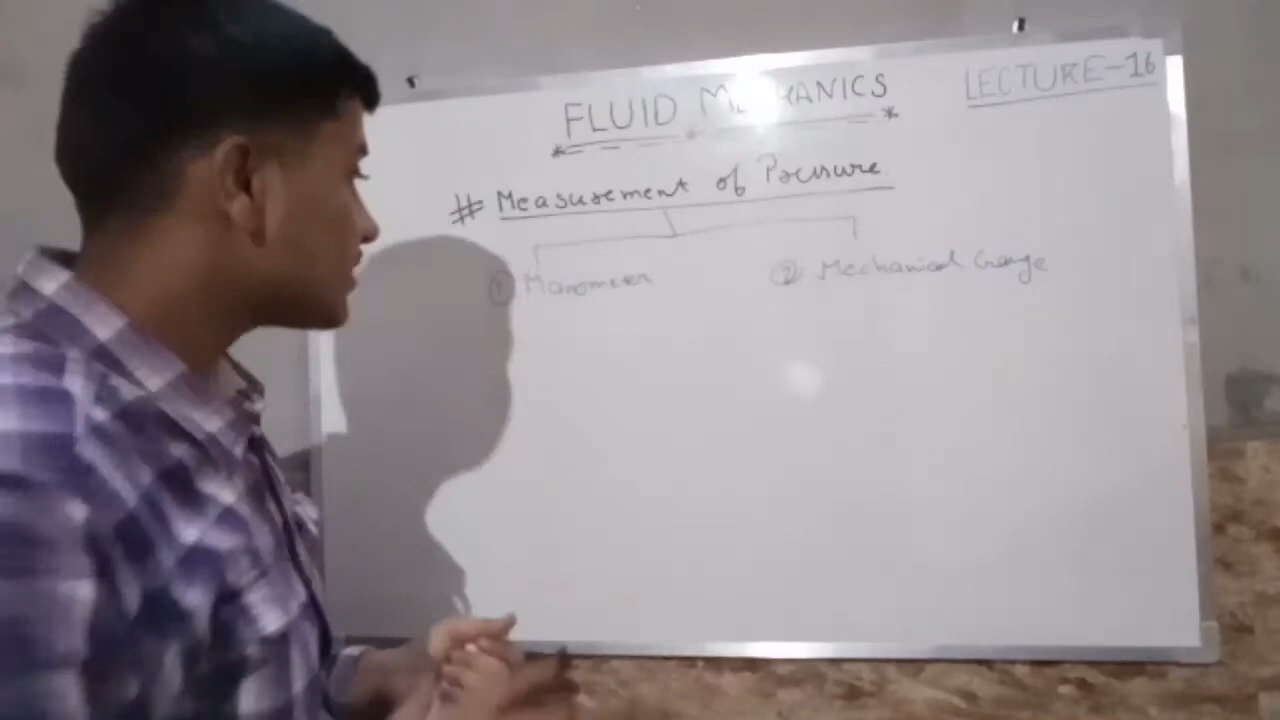 FLUID MECHANICS
LECTURE-16
# Measurement of Pressure
① Manometer
② Mechanical Gauge